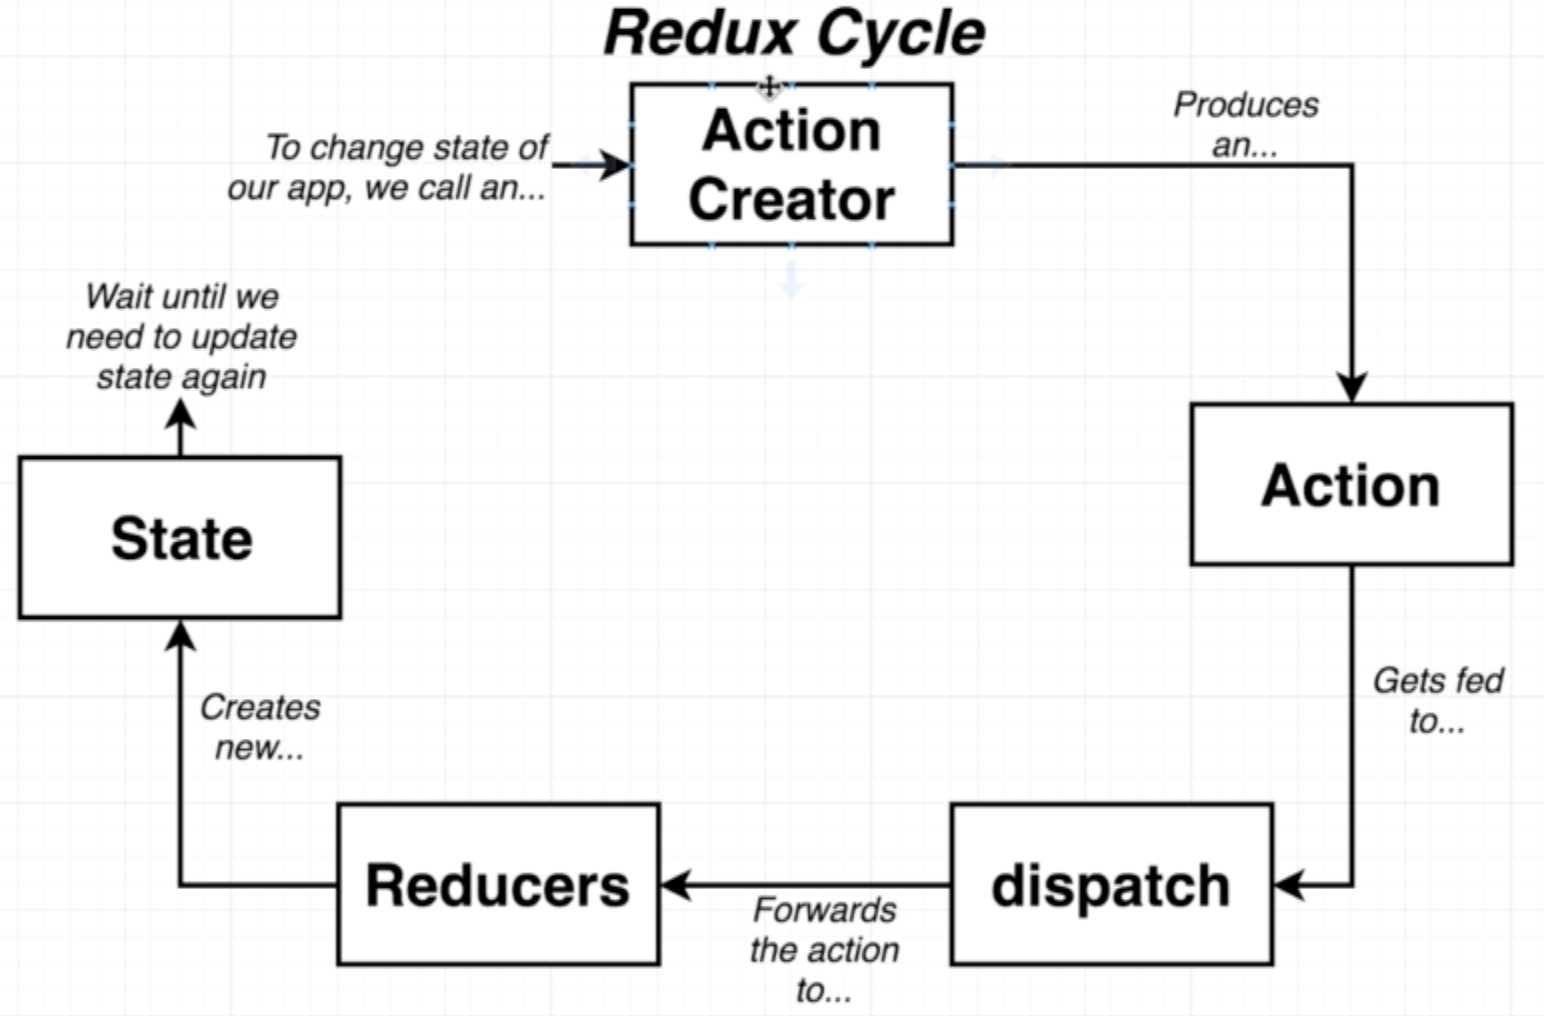 Redux Cycle
To change state of
our app, we call an...
Action
Creator
Produces
an...
Action
Gets fed
to...
dispatch
Forwards
the action
to...
Reducers
Creates
new...
State
Wait until we
need to update
state again